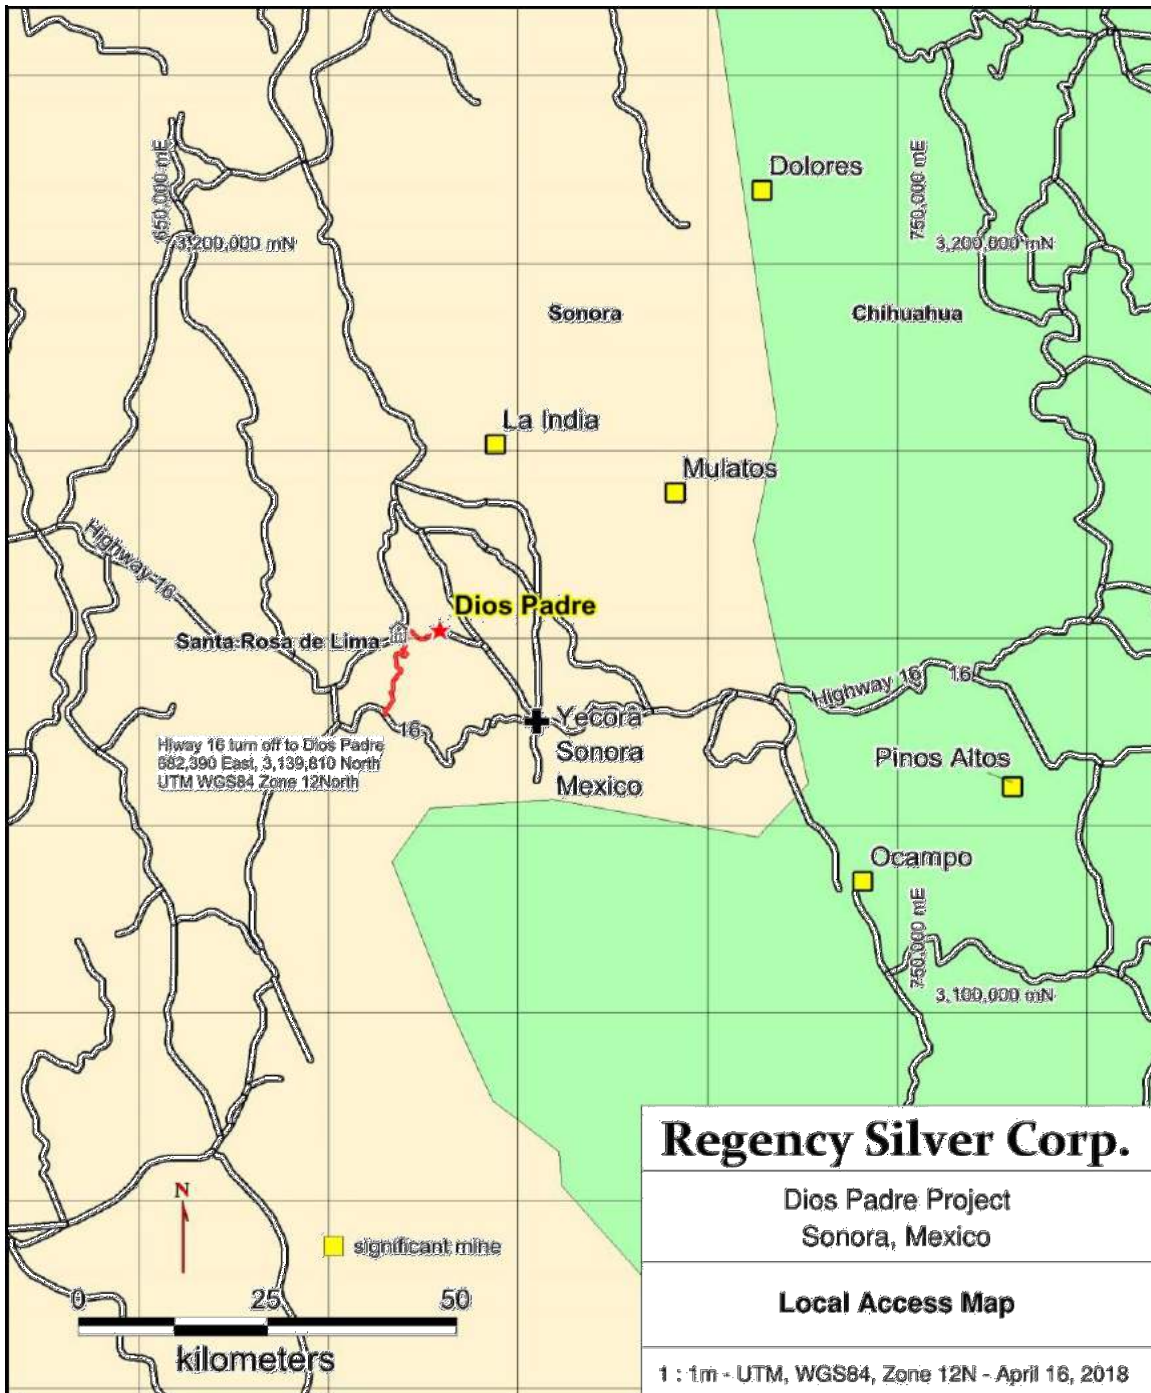 Dolores
650,000 mE
750,000 mE
3,200,000 mN
3,200,000 mN
Sonora
Chihuahua
La India
Mulatos
Highway 16
Dios Padre
Santa Rosa de Lima
Highway 16
16
16
Yecora
Sonora
Mexico
Hiway 16 turn off to Dios Padre
682,390 East, 3,139,810 North
UTM WGS84 Zone 12North
Pinos Altos
Ocampo
750,000 mE
3,100,000 mN
Regency Silver Corp.
Dios Padre Project
Sonora, Mexico
Local Access Map
1 : 1m - UTM, WGS84, Zone 12N - April 16, 2018
N
significant mine
0 25 50
kilometers